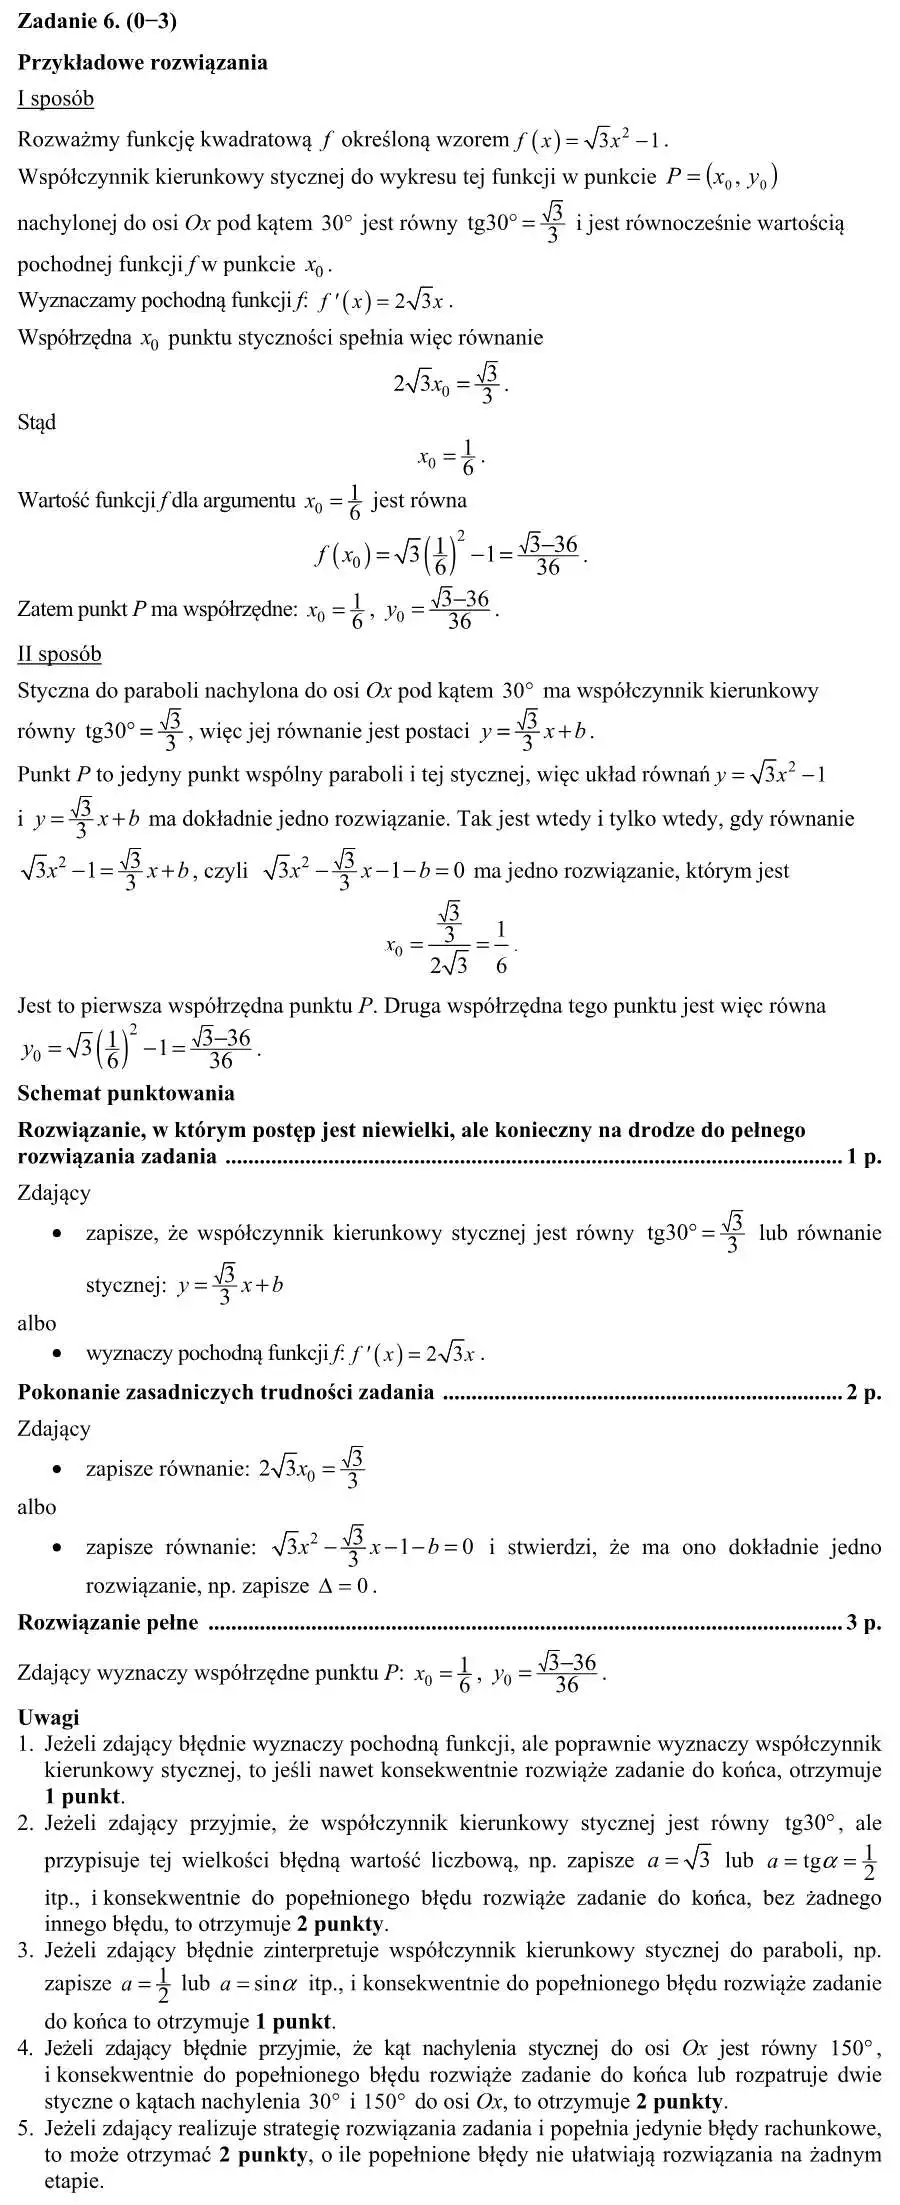 Zadanie 6. (0−3)
Przykładowe rozwiązania
I sposób
Rozważmy funkcję kwadratową f określoną wzorem f(x) = √3x² − 1.
Współczynnik kierunkowy stycznej do wykresu tej funkcji w punkcie P = (x₀, y₀)
nachylonej do osi Ox pod kątem 30° jest równy tg30° = √3/3 i jest równocześnie wartością
pochodnej funkcji f w punkcie x₀.
Wyznaczamy pochodną funkcji f: f'(x) = 2√3x.
Współrzędna x₀ punktu styczności spełnia więc równanie
2√3x₀ = √3/3.
Stąd
x₀ = 1/6.
Wartość funkcji f dla argumentu x₀ = 1/6 jest równa
f(x₀) = √3(1/6)² − 1 = (√3−36)/36.
Zatem punkt P ma współrzędne: x₀ = 1/6, y₀ = (√3−36)/36.
II sposób
Styczna do paraboli nachylona do osi Ox pod kątem 30° ma współczynnik kierunkowy
równy tg30° = √3/3, więc jej równanie jest postaci y = √3/3 x + b.
Punkt P to jedyny punkt wspólny paraboli i tej stycznej, więc układ równań y = √3x² − 1
i y = √3/3 x + b ma dokładnie jedno rozwiązanie. Tak jest wtedy i tylko wtedy, gdy równanie
√3x² − 1 = √3/3 x + b, czyli √3x² − √3/3 x − 1 − b = 0 ma jedno rozwiązanie, którym jest
x₀ = (√3/3)/(2√3) = 1/6.
Jest to pierwsza współrzędna punktu P. Druga współrzędna tego punktu jest więc równa
y₀ = √3(1/6)² − 1 = (√3−36)/36.
Schemat punktowania
Rozwiązanie, w którym postęp jest niewielki, ale konieczny na drodze do pełnego
rozwiązania zadania ........................................................ 1 p.
Zdający
• zapisze, że współczynnik kierunkowy stycznej jest równy tg30° = √3/3 lub równanie
stycznej: y = √3/3 x + b
albo
• wyznaczy pochodną funkcji f: f'(x) = 2√3x.
Pokonanie zasadniczych trudności zadania ........................................................ 2 p.
Zdający
• zapisze równanie: 2√3x₀ = √3/3
albo
• zapisze równanie: √3x² − √3/3 x − 1 − b = 0 i stwierdzi, że ma ono dokładnie jedno
rozwiązanie, np. zapisze Δ = 0.
Rozwiązanie pełne ........................................................ 3 p.
Zdający wyznaczy współrzędne punktu P: x₀ = 1/6, y₀ = (√3−36)/36.
Uwagi
1. Jeżeli zdający błędnie wyznaczy pochodną funkcji, ale poprawnie wyznaczy współczynnik
kierunkowy stycznej, to jeśli nawet konsekwentnie rozwiąże zadanie do końca, otrzymuje
1 punkt.
2. Jeżeli zdający przyjmie, że współczynnik kierunkowy stycznej jest równy tg30°, ale
przypisuje tej wielkości błędną wartość liczbową, np. zapisze a = √3 lub a = tgα = 1/2
itp., i konsekwentnie do popełnionego błędu rozwiąże zadanie do końca, bez żadnego
innego błędu, to otrzymuje 2 punkty.
3. Jeżeli zdający błędnie zinterpretuje współczynnik kierunkowy stycznej do paraboli, np.
zapisze a = 1/2 lub a = sinα itp., i konsekwentnie do popełnionego błędu rozwiąże zadanie
do końca to otrzymuje 1 punkt.
4. Jeżeli zdający błędnie przyjmie, że kąt nachylenia stycznej do osi Ox jest równy 150°,
i konsekwentnie do popełnionego błędu rozwiąże zadanie do końca lub rozpatruje dwie
styczne o kątach nachylenia 30° i 150° do osi Ox, to otrzymuje 2 punkty.
5. Jeżeli zdający realizuje strategię rozwiązania zadania i popełnia jedynie błędy rachunkowe,
to może otrzymać 2 punkty, o ile popełnione błędy nie ułatwiają rozwiązania na żadnym
etapie.